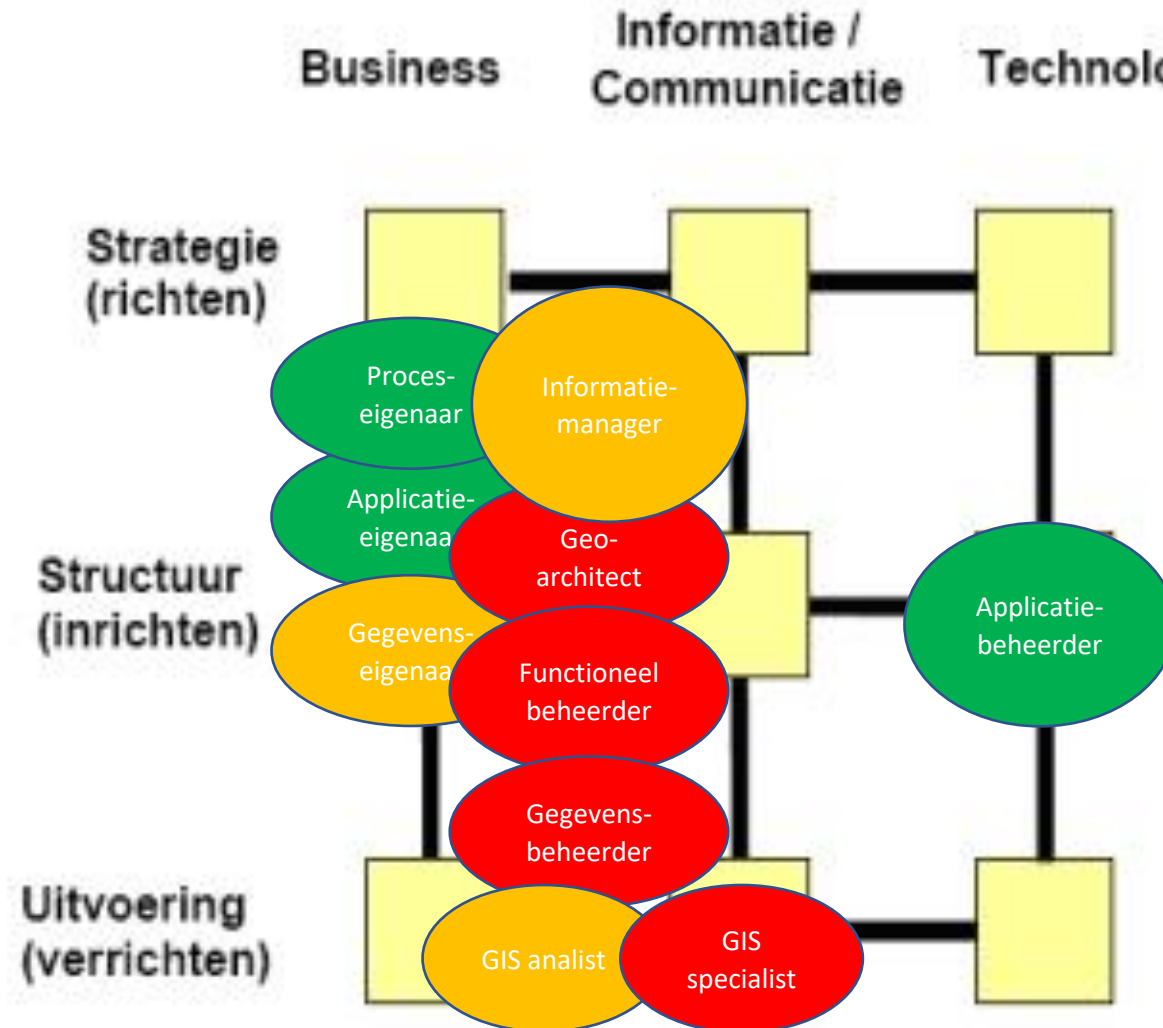 Business
Informatie /
Communicatie
Technolo
Strategie
(richten)
Proces-
eigenaar
Informatie-
manager
Applicatie-
eigenaa
Geo-
architect
Structuur
(inrichten)
Applicatie-
beheerder
Gegevens-
eigenaa
Functioneel
beheerder
Gegevens-
beheerder
Uitvoering
(verrichten)
GIS analist
GIS
specialist